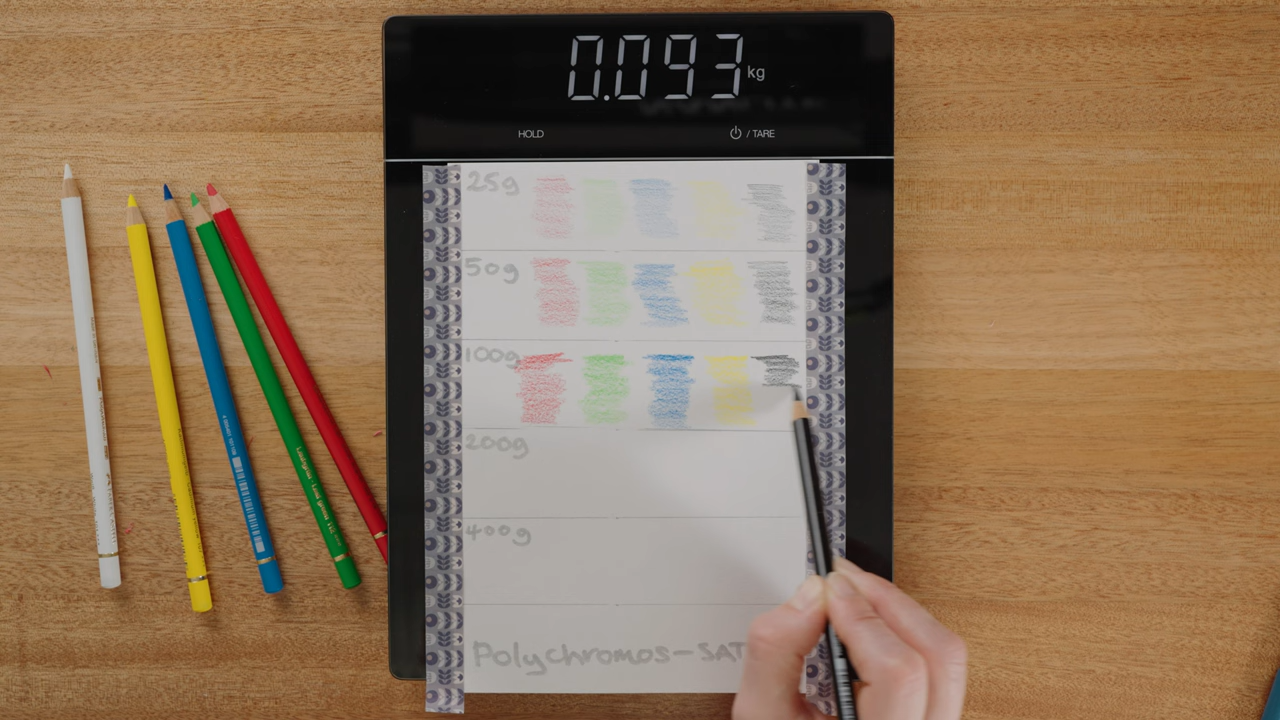 0.093 kg
HOLD
/ TARE
25g
50g
100g
200g
400g
Polychromos-SAT